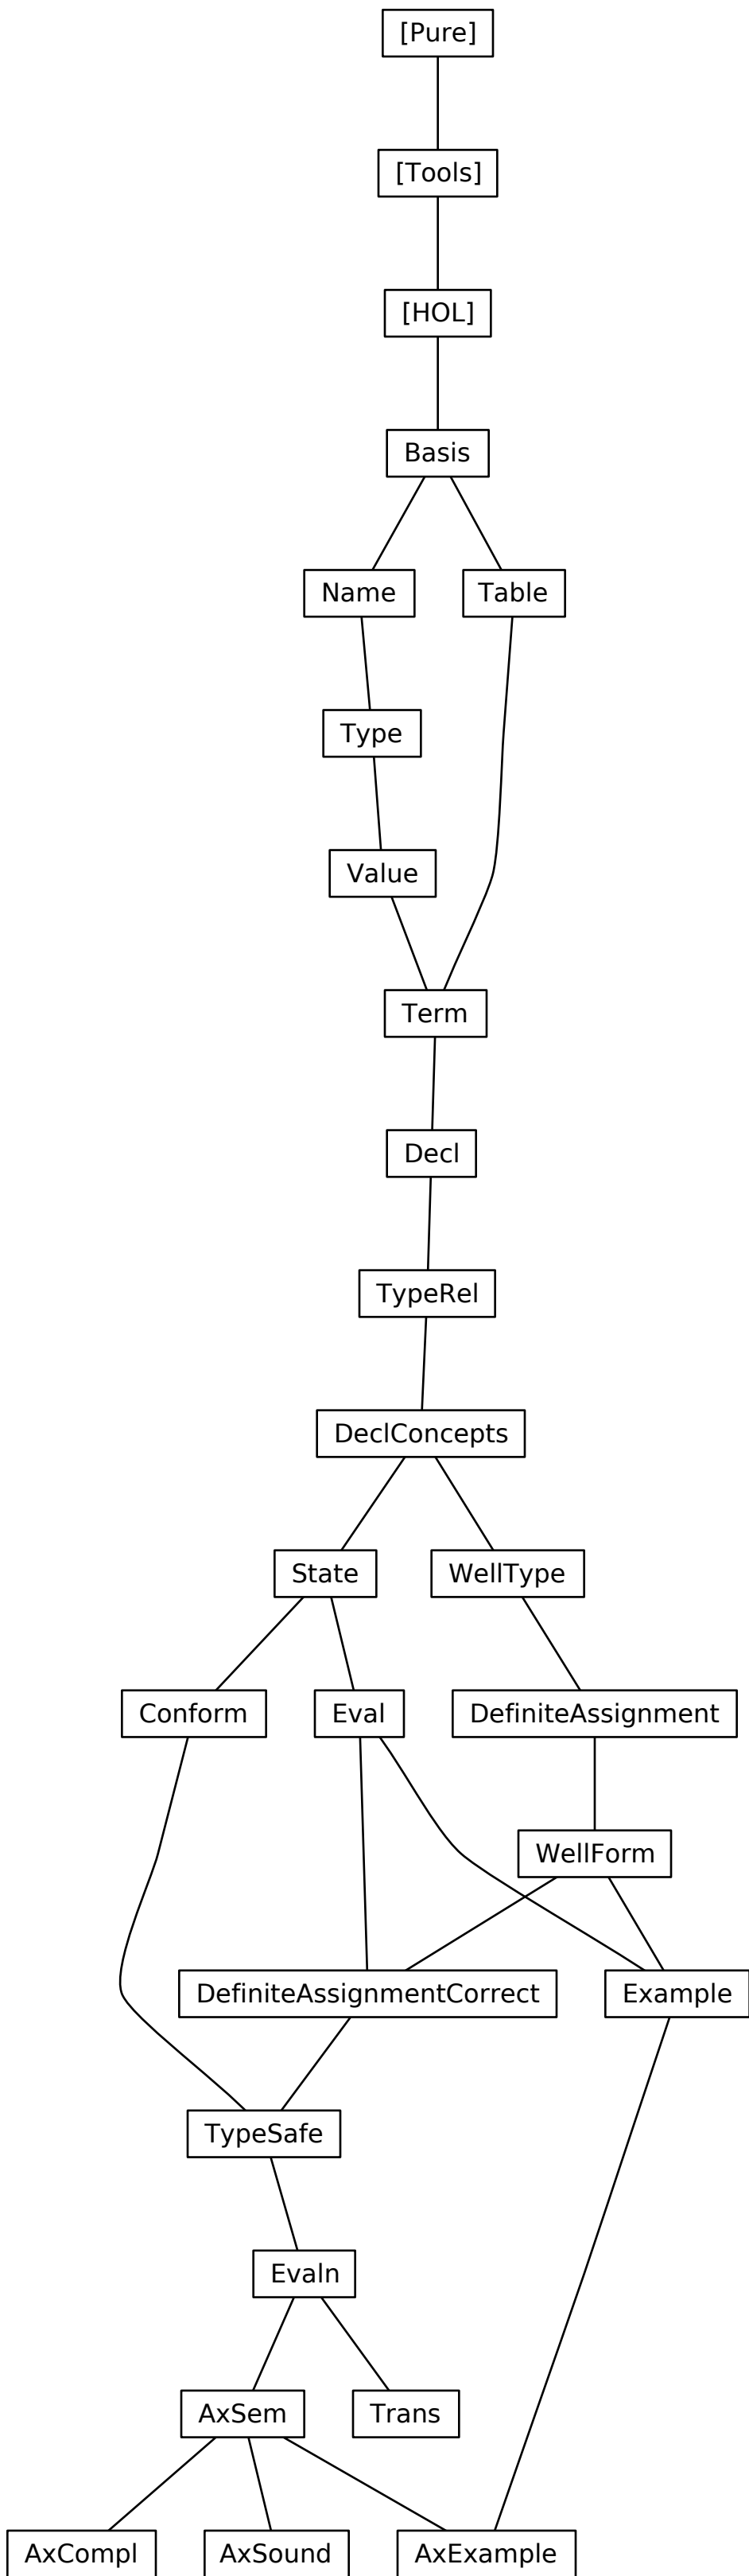 [Pure]
[Tools]
[HOL]
Basis
Name
Table
Type
Value
Term
Decl
TypeRel
DeclConcepts
State
WellType
Conform
Eval
DefiniteAssignment
WellForm
DefiniteAssignmentCorrect
Example
TypeSafe
Evaln
AxSem
Trans
AxCompl
AxSound
AxExample